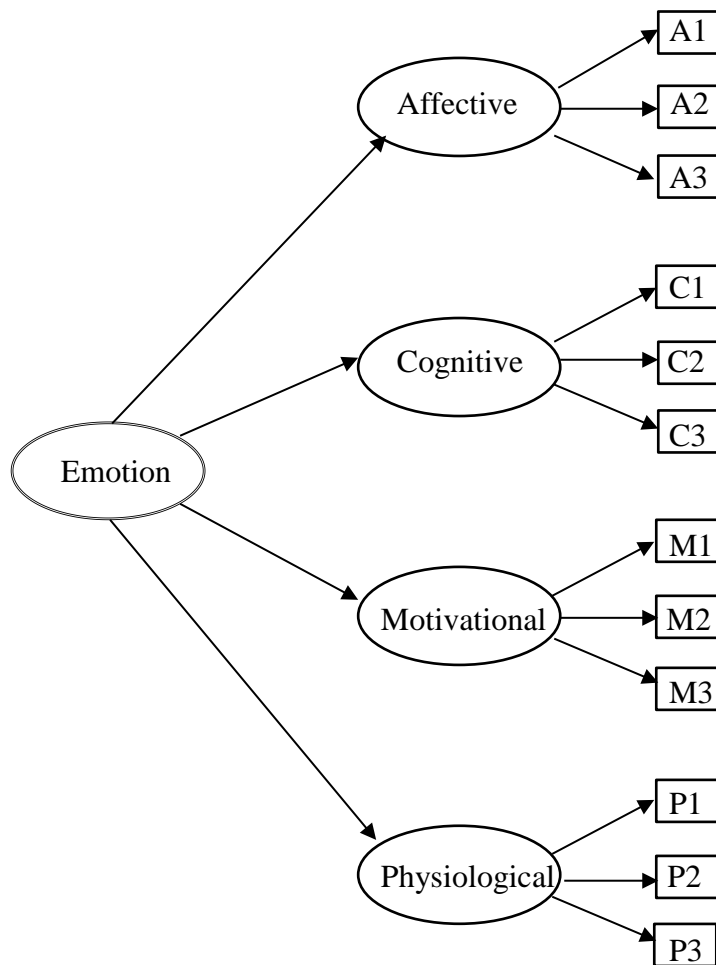 A1
Affective
A2
A3
C1
Cognitive
C2
C3
Emotion
M1
Motivational
M2
M3
P1
Physiological
P2
P3